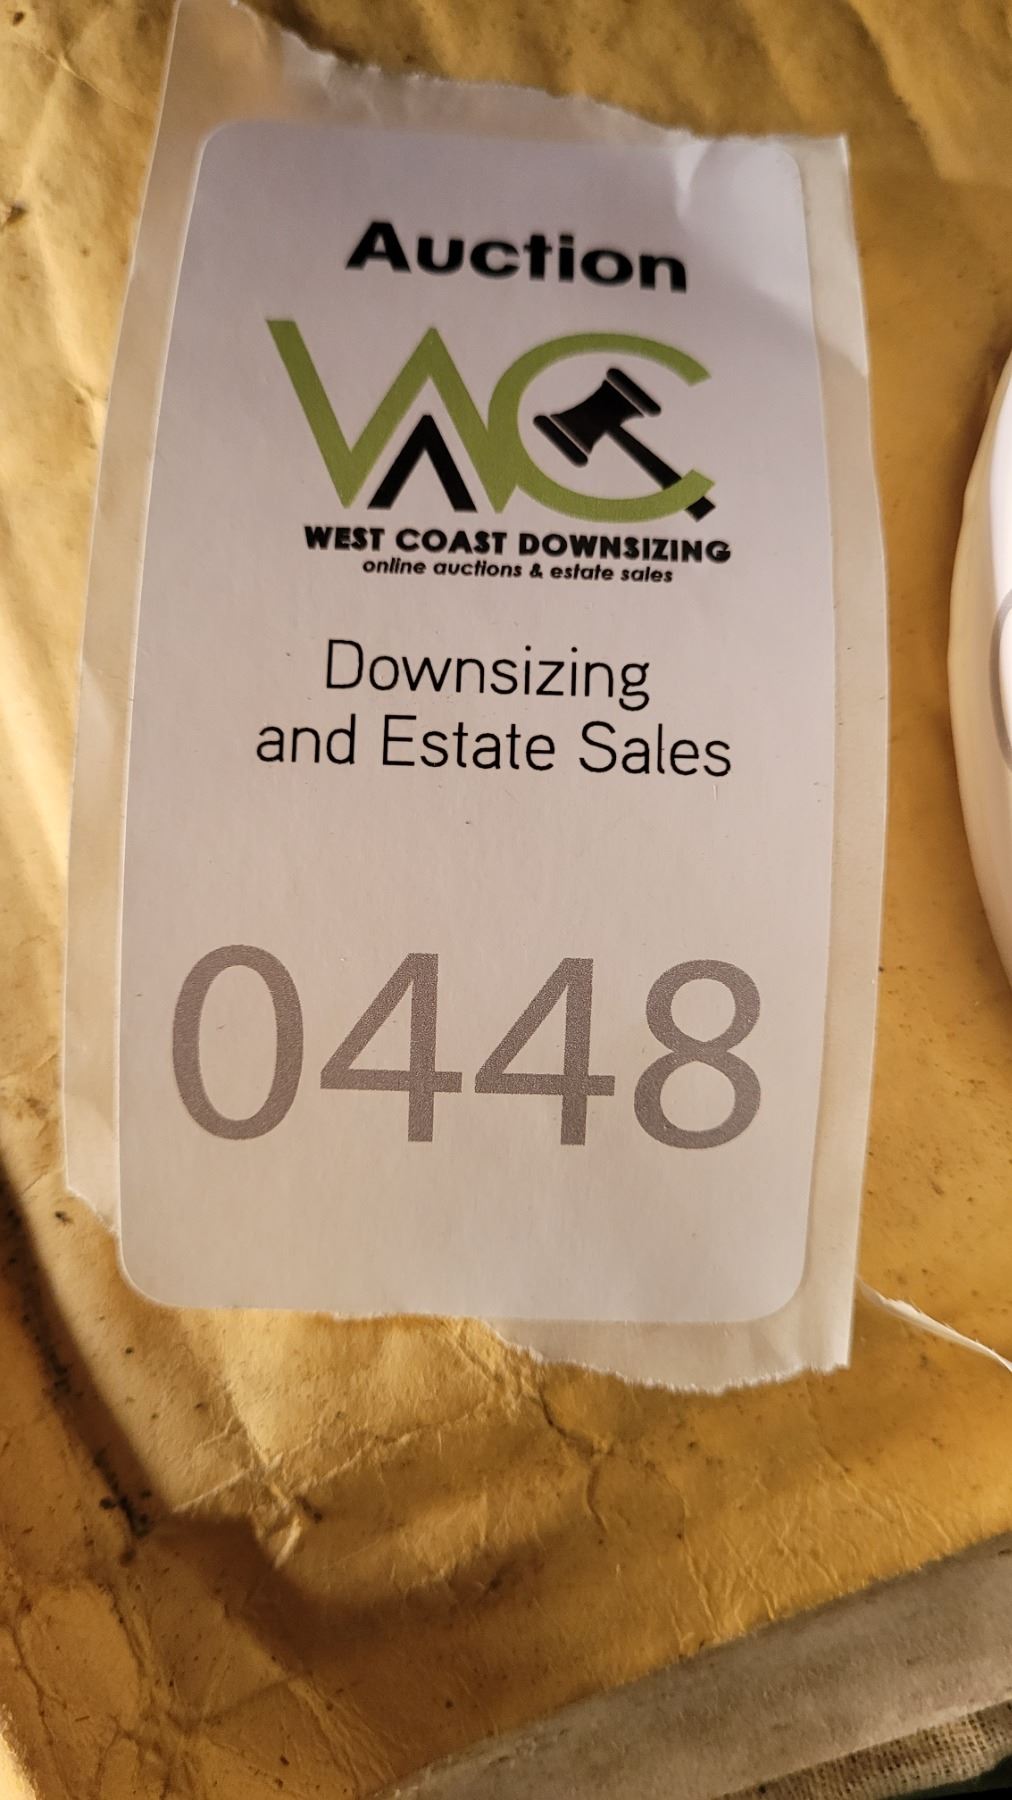 Auction
WC
WEST COAST DOWNSIZING
online auctions & estate sales
Downsizing
and Estate Sales
0448